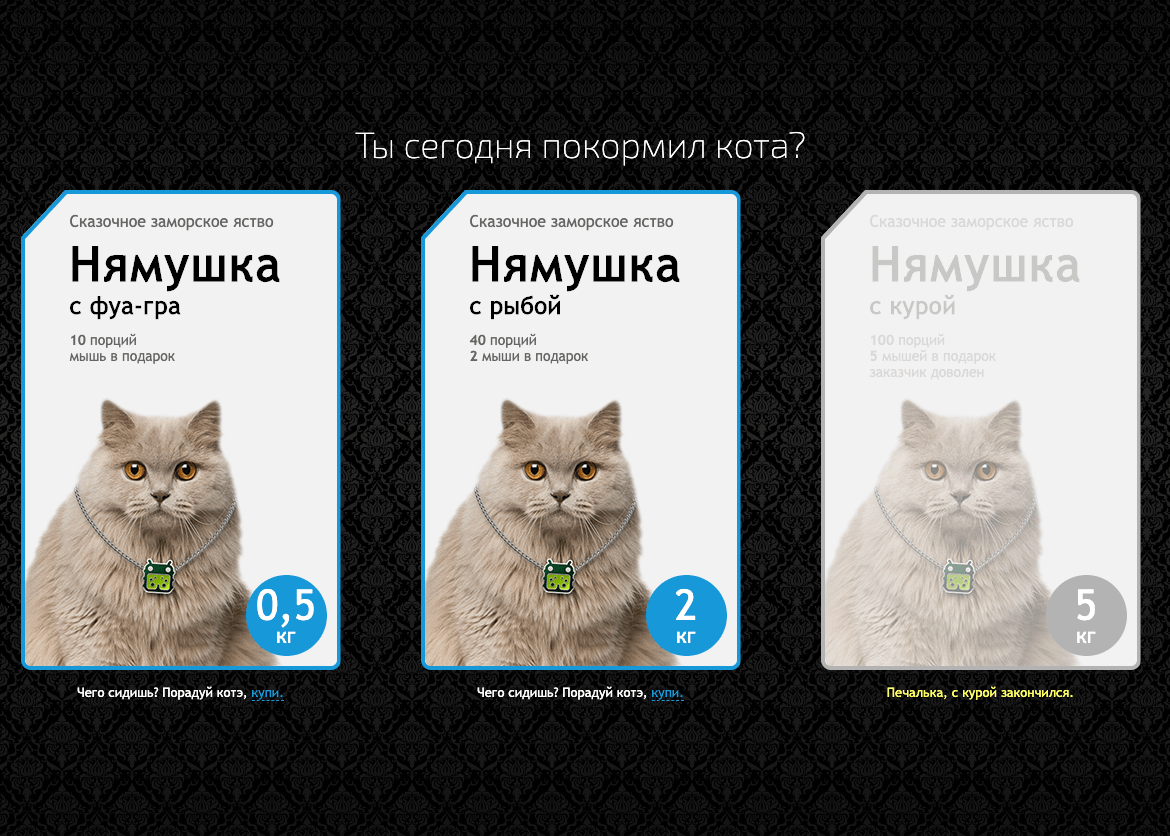 Ты сегодня покормил кота?
Сказочное заморское яство
Нямушка
с фуа-гра
10 порций
мышь в подарок
0,5
кг
Чего сидишь? Порадуй котэ, купи.
Сказочное заморское яство
Нямушка
с рыбой
40 порций
2 мыши в подарок
2
кг
Чего сидишь? Порадуй котэ, купи.
Сказочное заморское яство
Нямушка
с курой
100 порций
5 мышей в подарок
заказчик доволен
5
кг
Печалька, с курой закончился.